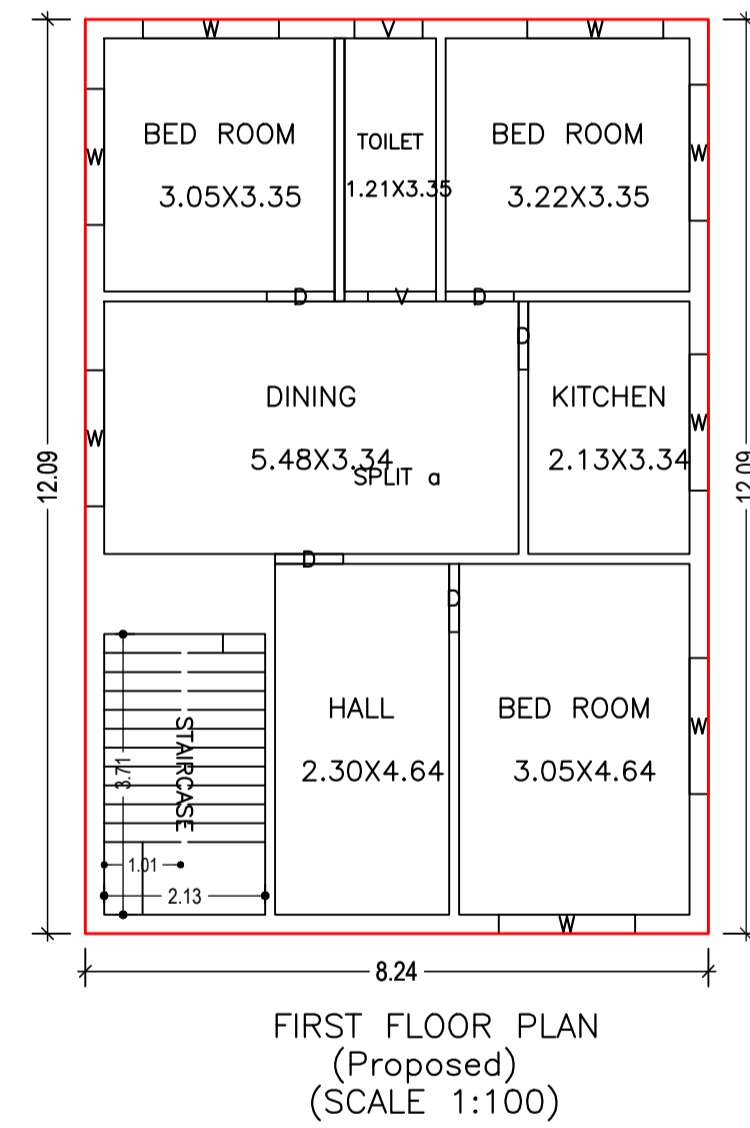 W V W
BED ROOM TOILET BED ROOM
W W
3.05X3.35 1.21X3.35 3.22X3.35
D V D
D
DINING KITCHEN
W W
5.48X3.34 2.13X3.34
SPLIT a
12.09 12.09
D
D
HALL BED ROOM
W
STAIRCASE
3.71
2.30X4.64 3.05X4.64
1.01
2.13
W
8.24
FIRST FLOOR PLAN
(Proposed)
(SCALE 1:100)